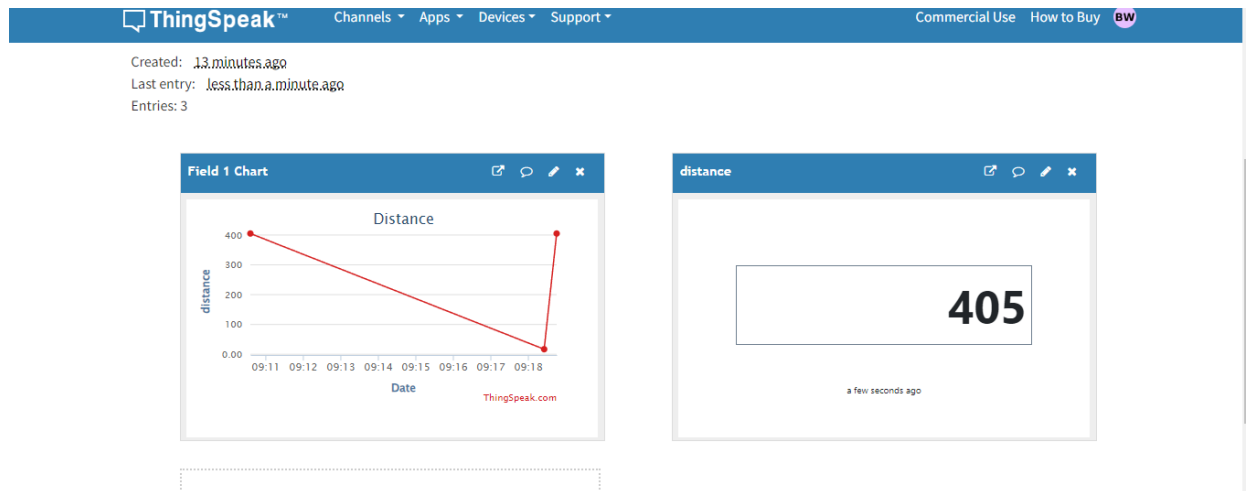 ThingSpeak™ Channels Apps Devices Support Commercial Use How to Buy BW
Created: 13 minutes ago
Last entry: less than a minute ago
Entries: 3
Field 1 Chart
Distance
distance
400
300
200
100
0.00
09:11 09:12 09:13 09:14 09:15 09:16 09:17 09:18
Date
ThingSpeak.com
distance
405
a few seconds ago